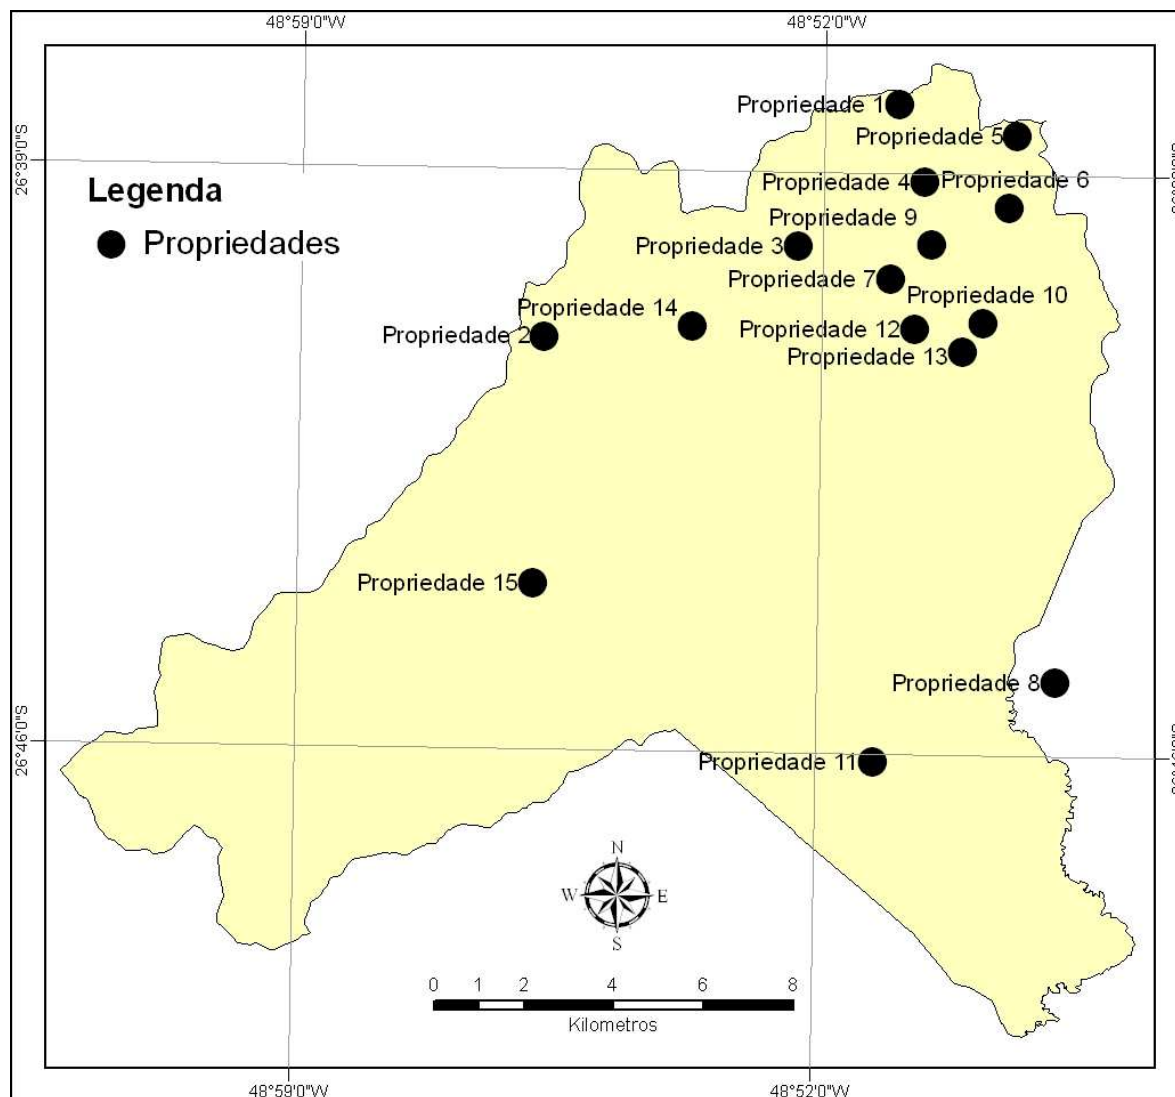 48°59'0"W 48°52'0"W
Propriedade 1
Propriedade 5
26°39'0"S
Propriedade 4 Propriedade 6
Legenda
Propriedade 9
Propriedades
Propriedade 3
Propriedade 7
Propriedade 10
Propriedade 14
Propriedade 12
Propriedade 2
Propriedade 13
Propriedade 15
Propriedade 8
26°46'0"S
Propriedade 11
N
W E
S
0 1 2 4 6 8
Kilometros
48°59'0"W 48°52'0"W